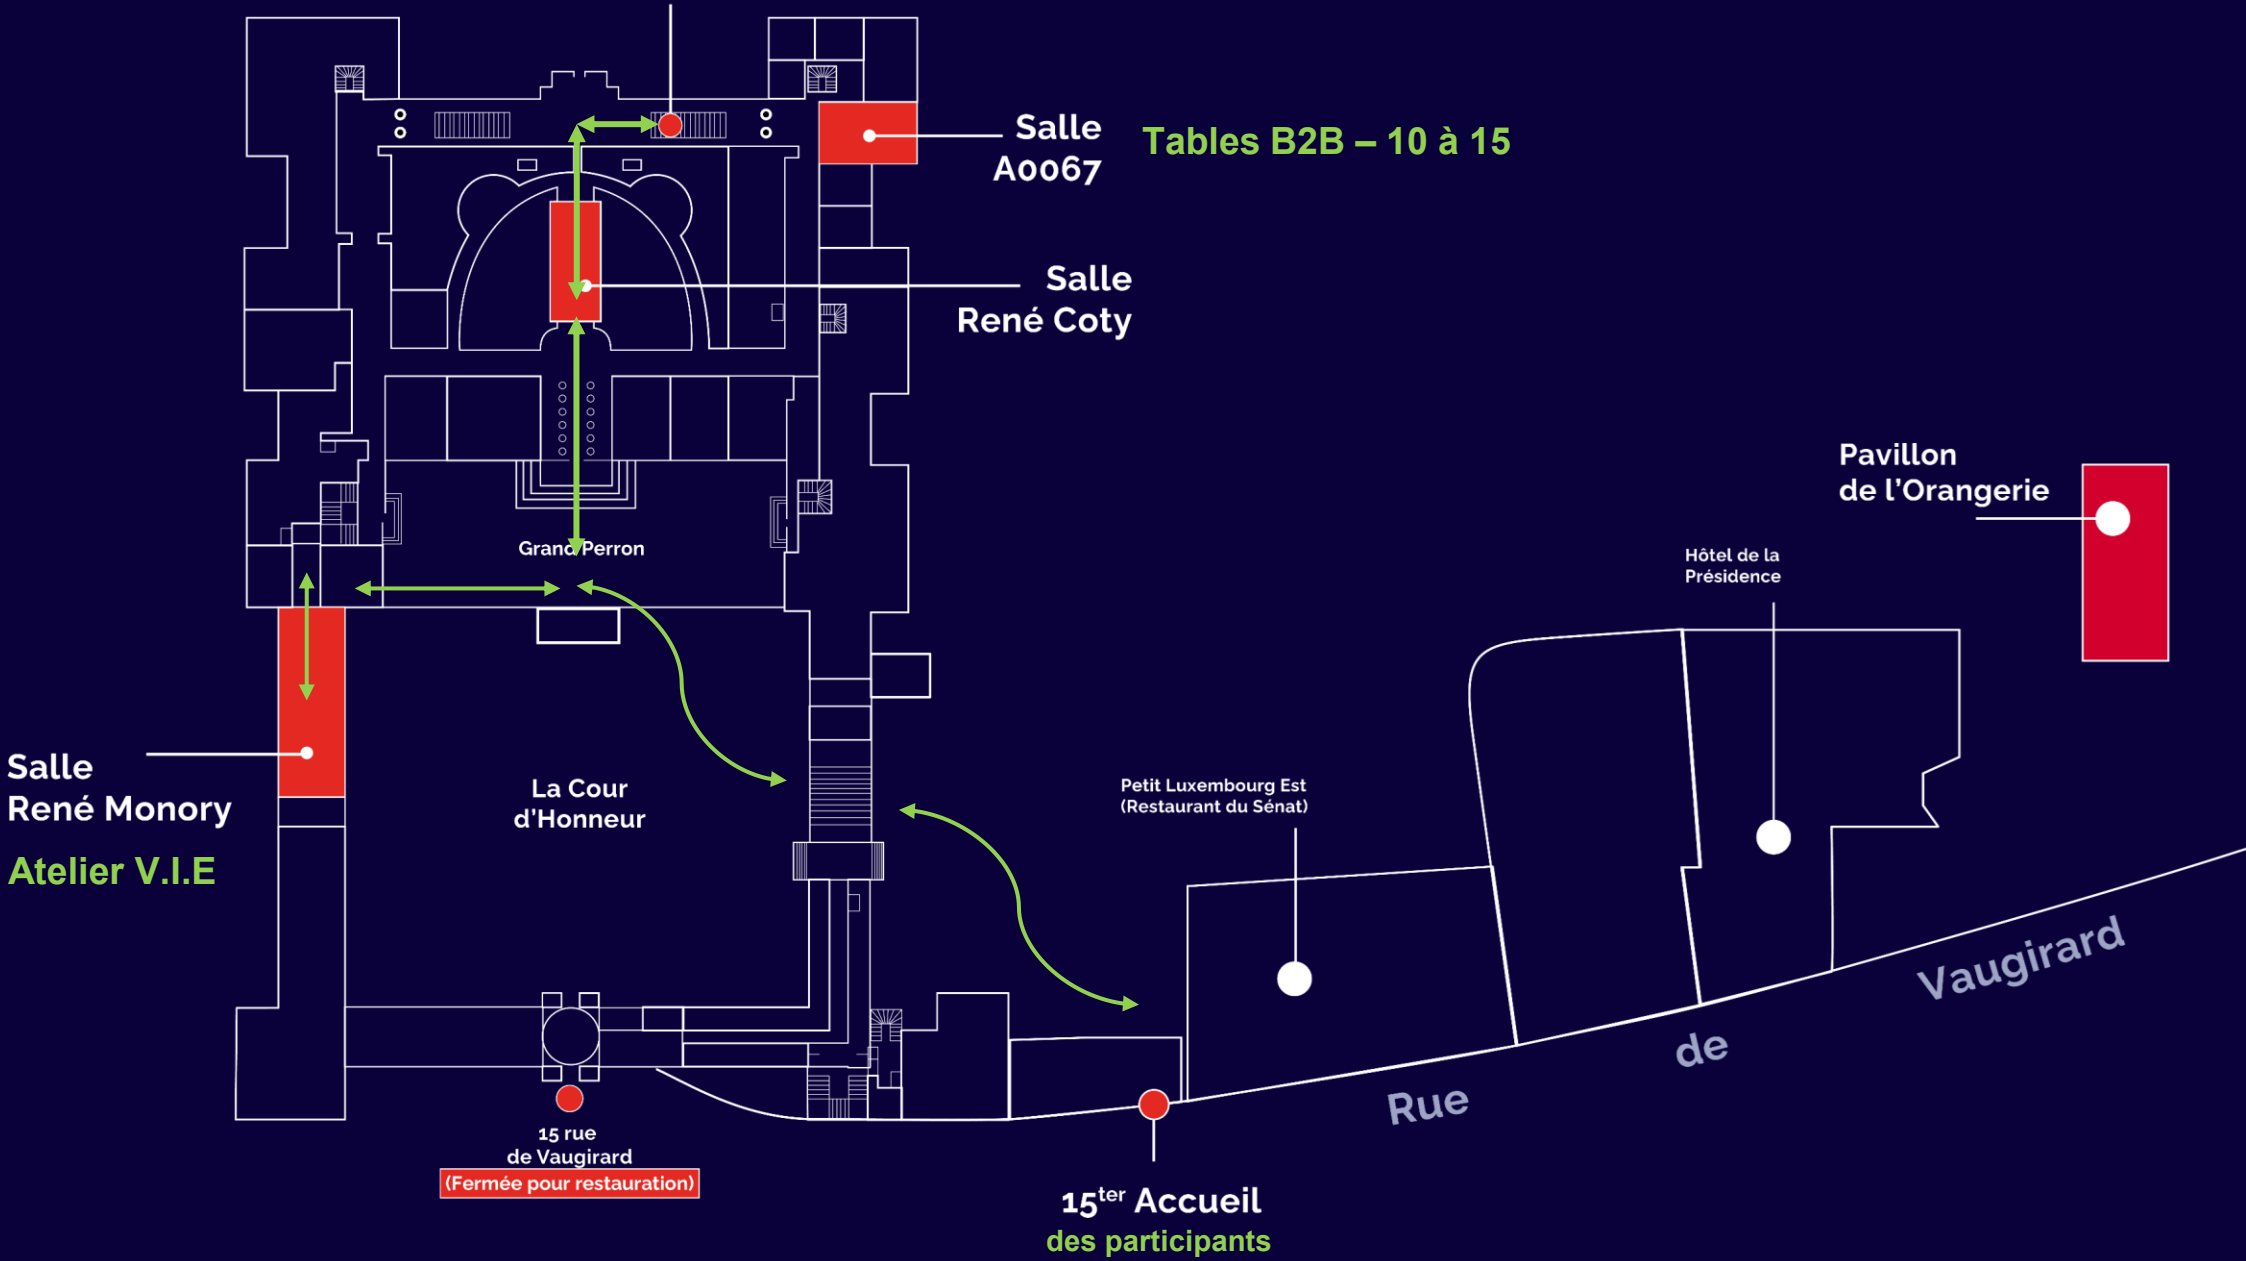 Salle
A0067
Tables B2B – 10 à 15
Salle
René Coty
Pavillon
de l'Orangerie
Grand Perron
Hôtel de la
Présidence
Salle
René Monory
Atelier V.I.E
La Cour
d'Honneur
Petit Luxembourg Est
(Restaurant du Sénat)
Rue de Vaugirard
15 rue
de Vaugirard
(Fermée pour restauration)
15ter Accueil
des participants